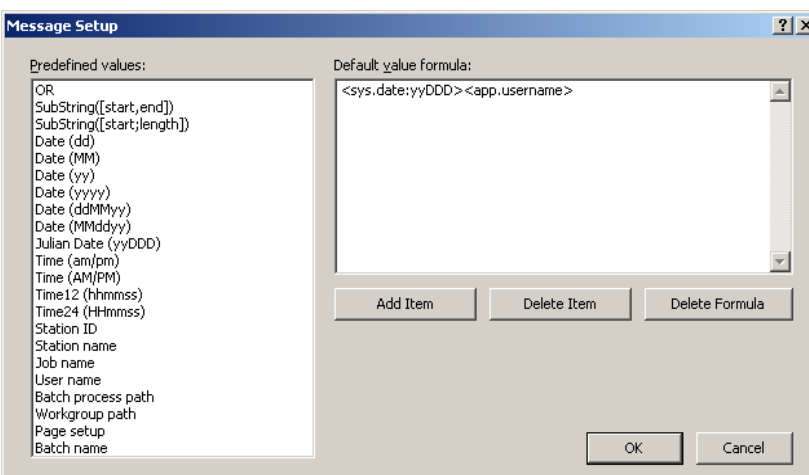 Message Setup
Predefined values:
OR
SubString([start,end])
SubString([start;length])
Date (dd)
Date (MM)
Date (yy)
Date (yyyy)
Date (ddMMyy)
Date (MMddyy)
Julian Date (yyDDD)
Time (am/pm)
Time (AM/PM)
Time12 (hhmmss)
Time24 (HHmmss)
Station ID
Station name
Job name
User name
Batch process path
Workgroup path
Page setup
Batch name
Default value formula:
<sys.date:yyDDD><app.username>
Add Item
Delete Item
Delete Formula
OK
Cancel